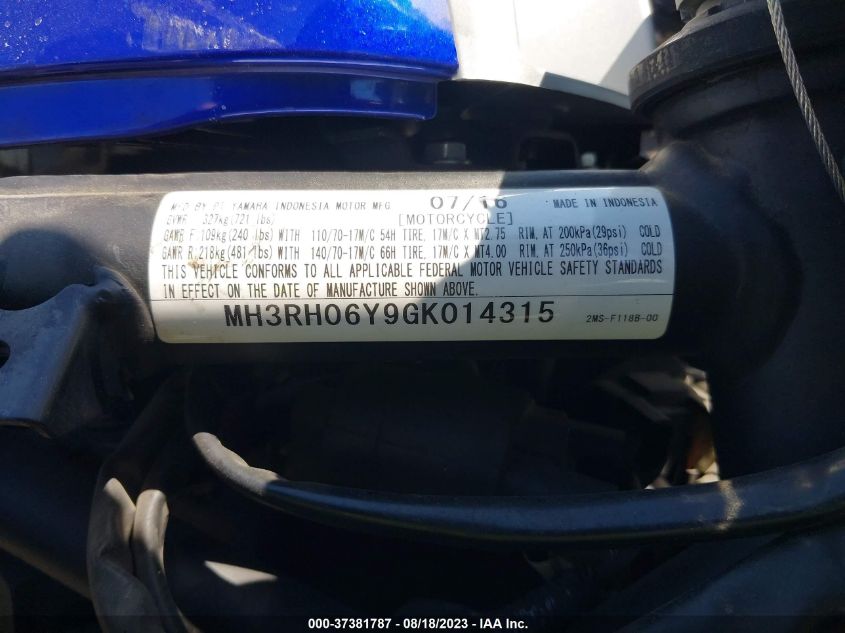 MFD BY PT YAMAHA INDONESIA MOTOR MFG 07/16 MADE IN INDONESIA
GVWR 327kg(721 lbs) [MOTORCYCLE]
GAWR F 109kg(240 lbs) WITH 110/70-17M/C 54H TIRE, 17M/C X MT2.75 RIM, AT 200kPa(29psi) COLD
GAWR R 218kg(481 lbs) WITH 140/70-17M/C 66H TIRE, 17M/C X MT4.00 RIM, AT 250kPa(36psi) COLD
THIS VEHICLE CONFORMS TO ALL APPLICABLE FEDERAL MOTOR VEHICLE SAFETY STANDARDS
IN EFFECT ON THE DATE OF MANUFACTURE SHOWN ABOVE.
MH3RH06Y9GK014315 2MS-F118B-00
000-37381787 - 08/18/2023 - IAA Inc.